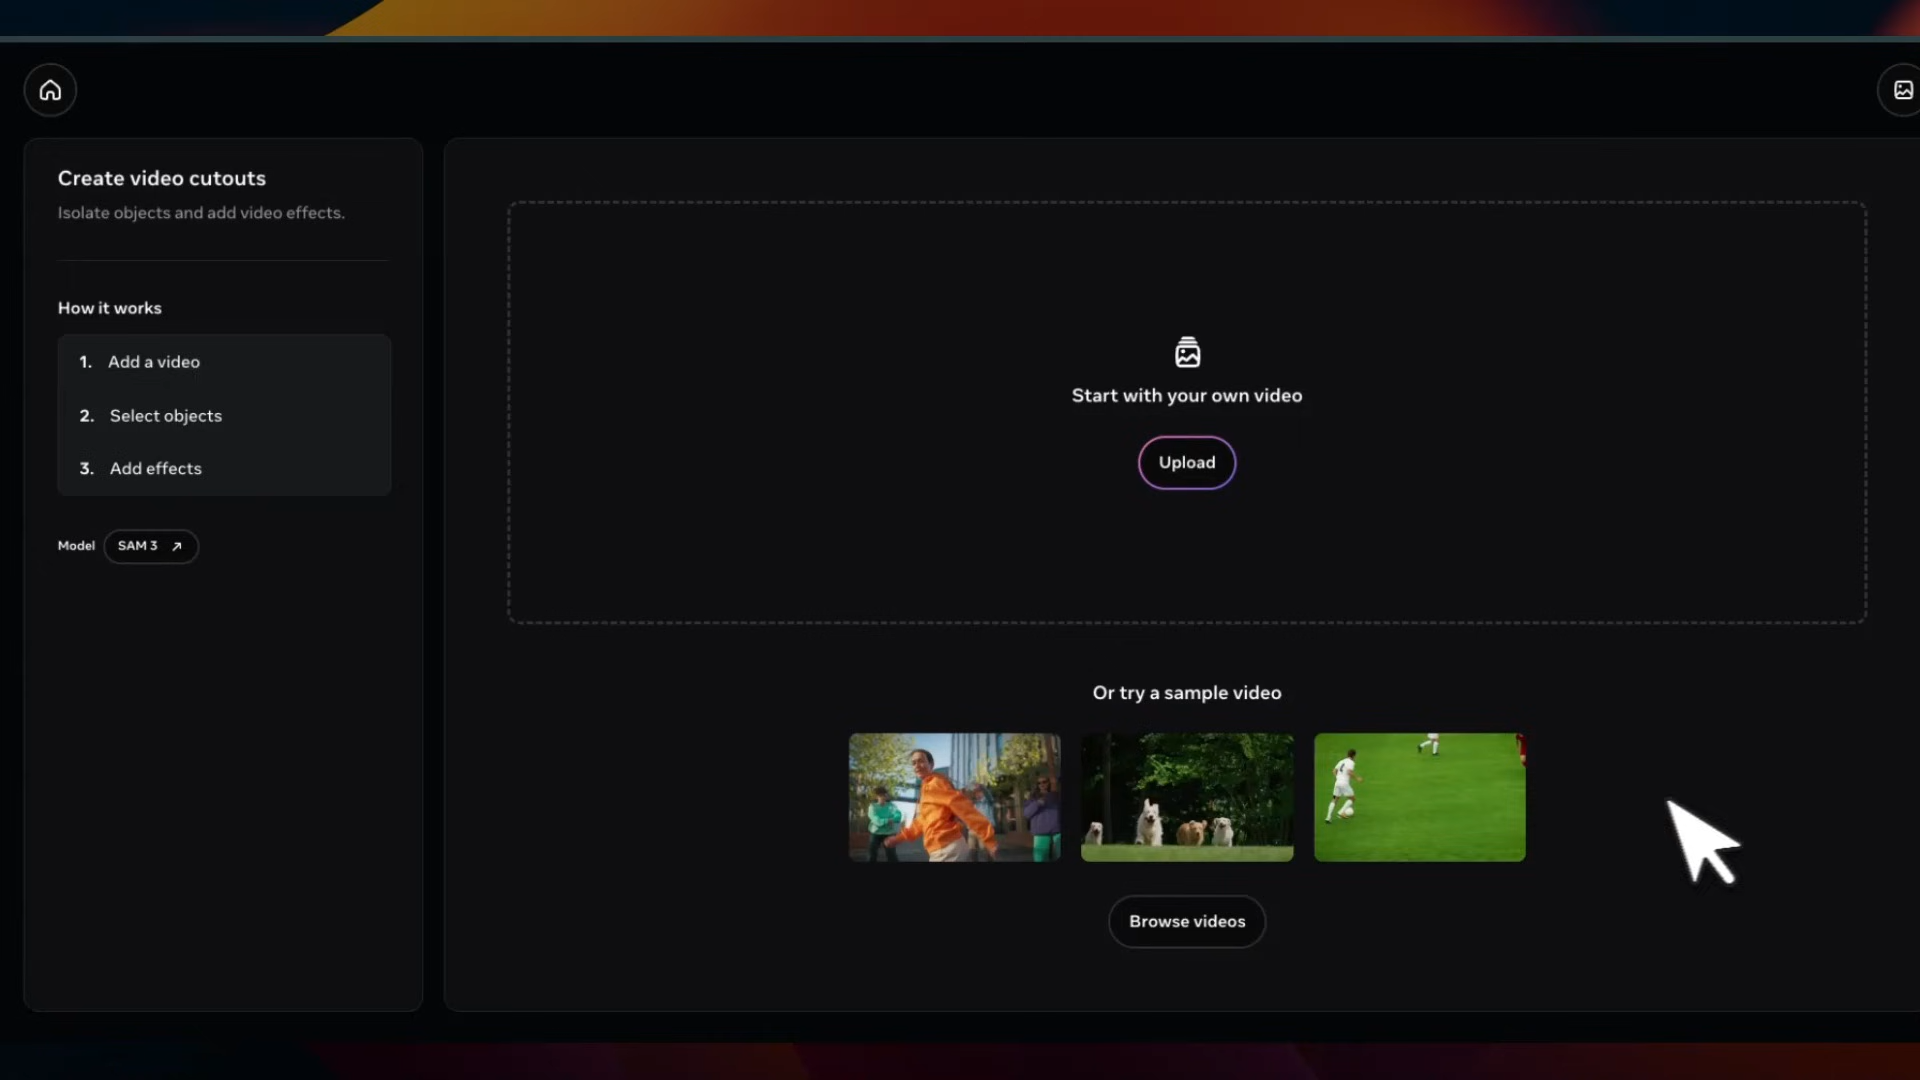 Create video cutouts
Isolate objects and add video effects.
How it works
1. Add a video
2. Select objects
3. Add effects
Model SAM 3
Start with your own video
Upload
Or try a sample video
Browse videos